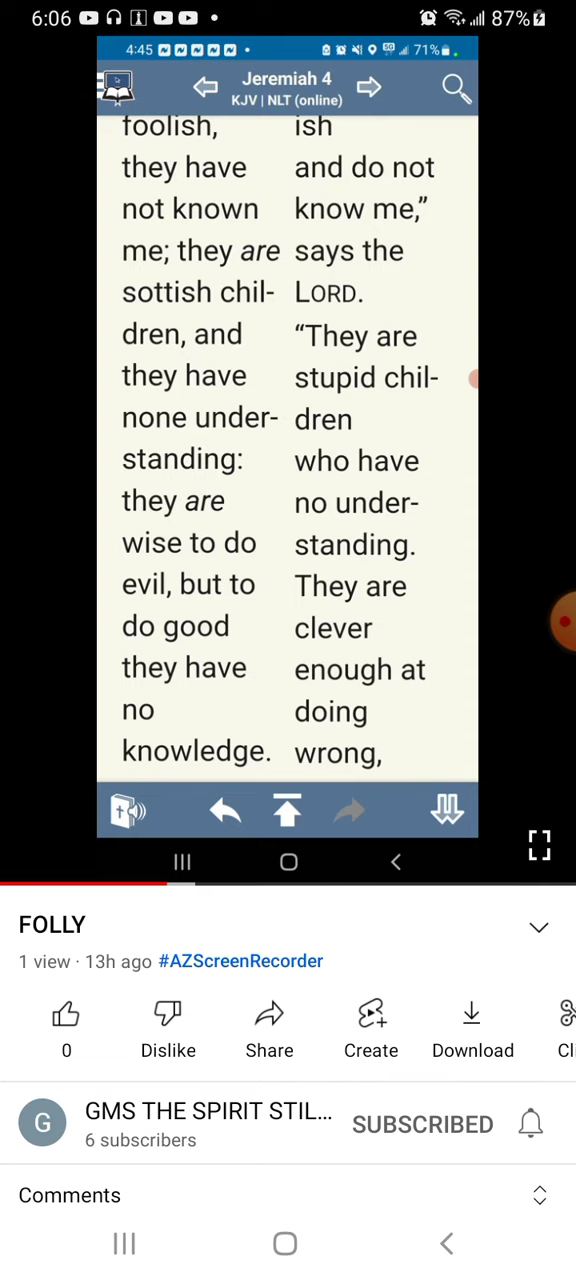 6:06
87%
4:45
5G
71%
Jeremiah 4
KJV | NLT (online)
foolish,
they have
not known
me; they are
sottish chil-
dren, and
they have
none under-
standing:
they are
wise to do
evil, but to
do good
they have
no
knowledge.
ish
and do not
know me,”
says the
LORD.
“They are
stupid chil-
dren
who have
no under-
standing.
They are
clever
enough at
doing
wrong,
FOLLY
1 view · 13h ago #AZScreenRecorder
0
Dislike
Share
Create
Download
Cli
G
GMS THE SPIRIT STIL...
6 subscribers
SUBSCRIBED
Comments